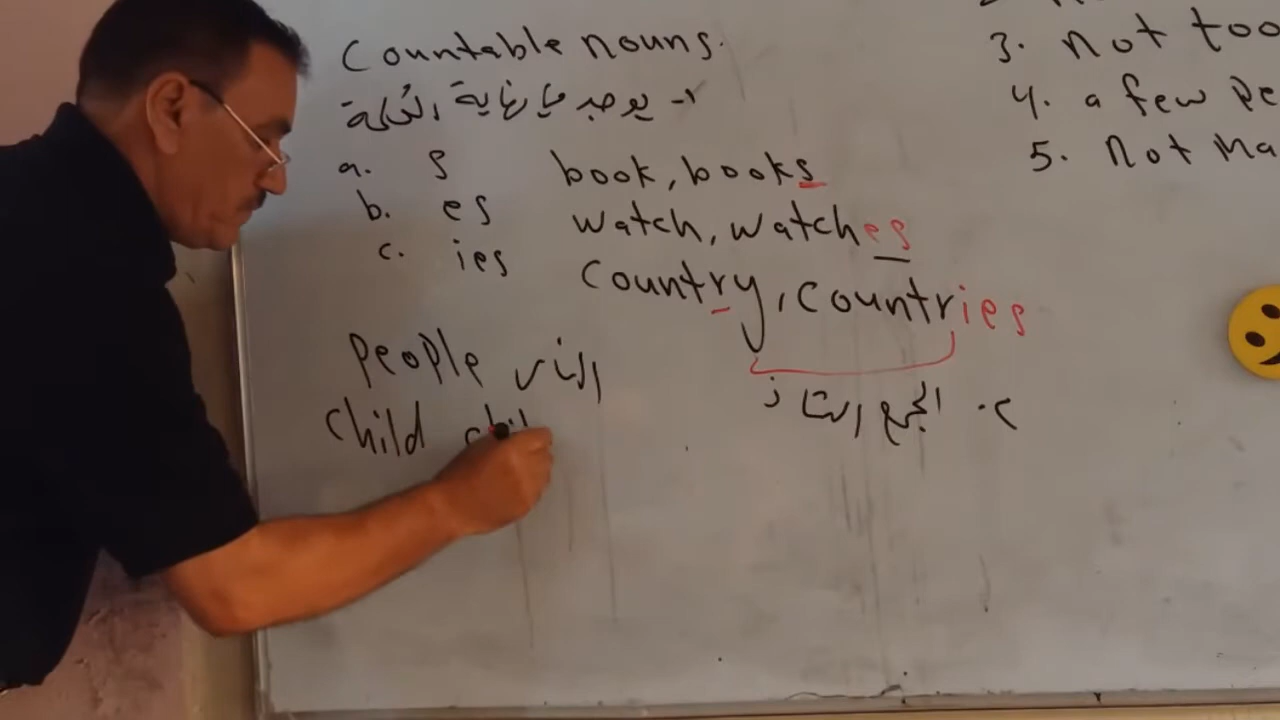 Countable nouns.
١- يوجد في نهاية الكلمة
a. s book, books
b. es watch, watches
c. ies country, countries
people الناس
٢. الجمع الشاذ
child chil
3. not too
4. a few pe
5. not ma